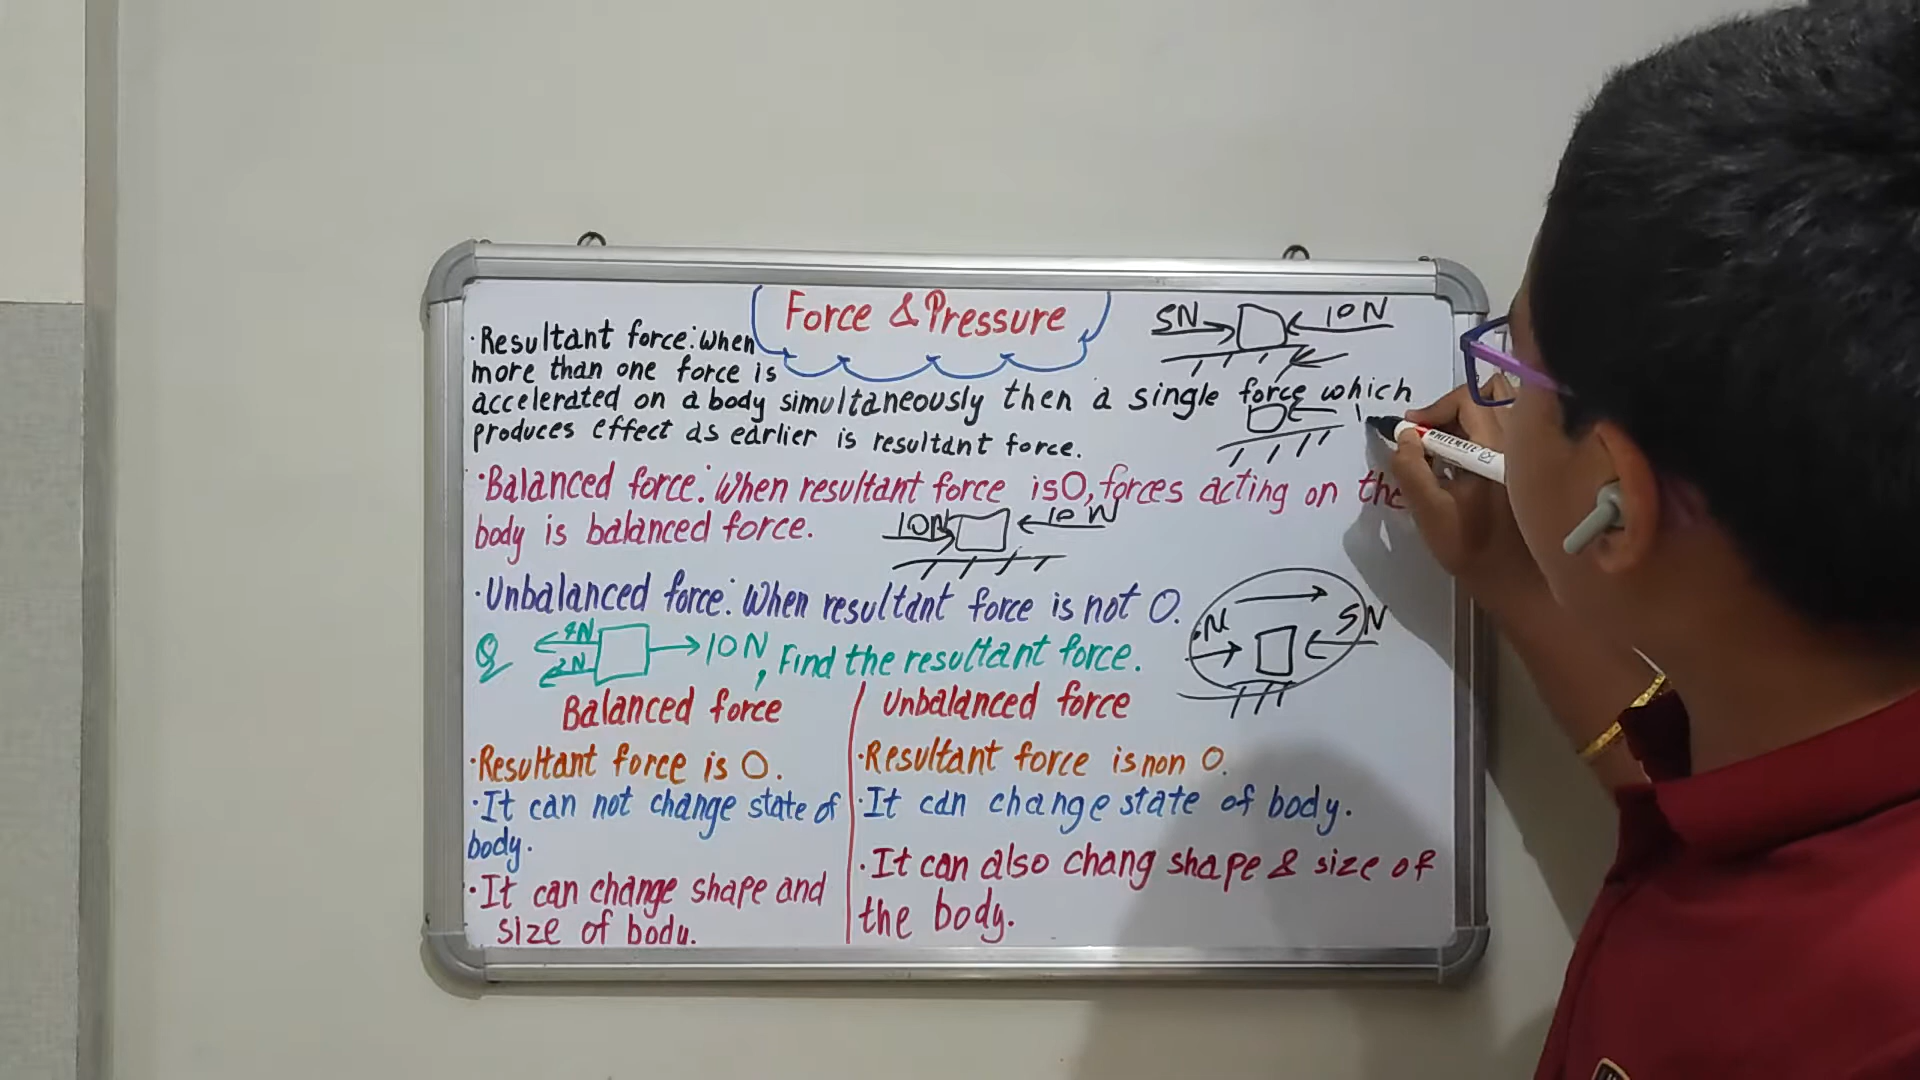 Force & Pressure
5N
10N
·Resultant force: When
more than one force is
accelerated on a body simultaneously then a single force which
produces effect as earlier is resultant force.
·Balanced force: When resultant force is 0, forces acting on the
body is balanced force.
10N
10N
·Unbalanced force: When resultant force is not 0.
N
5N
Q
2N
10N, Find the resultant force.
Balanced force
Unbalanced force
·Resultant force is 0.
·It can not change state of
body.
·It can change shape and
size of body.
·Resultant force is non 0.
·It can change state of body.
·It can also chang shape & size of
the body.
WHITEMATE